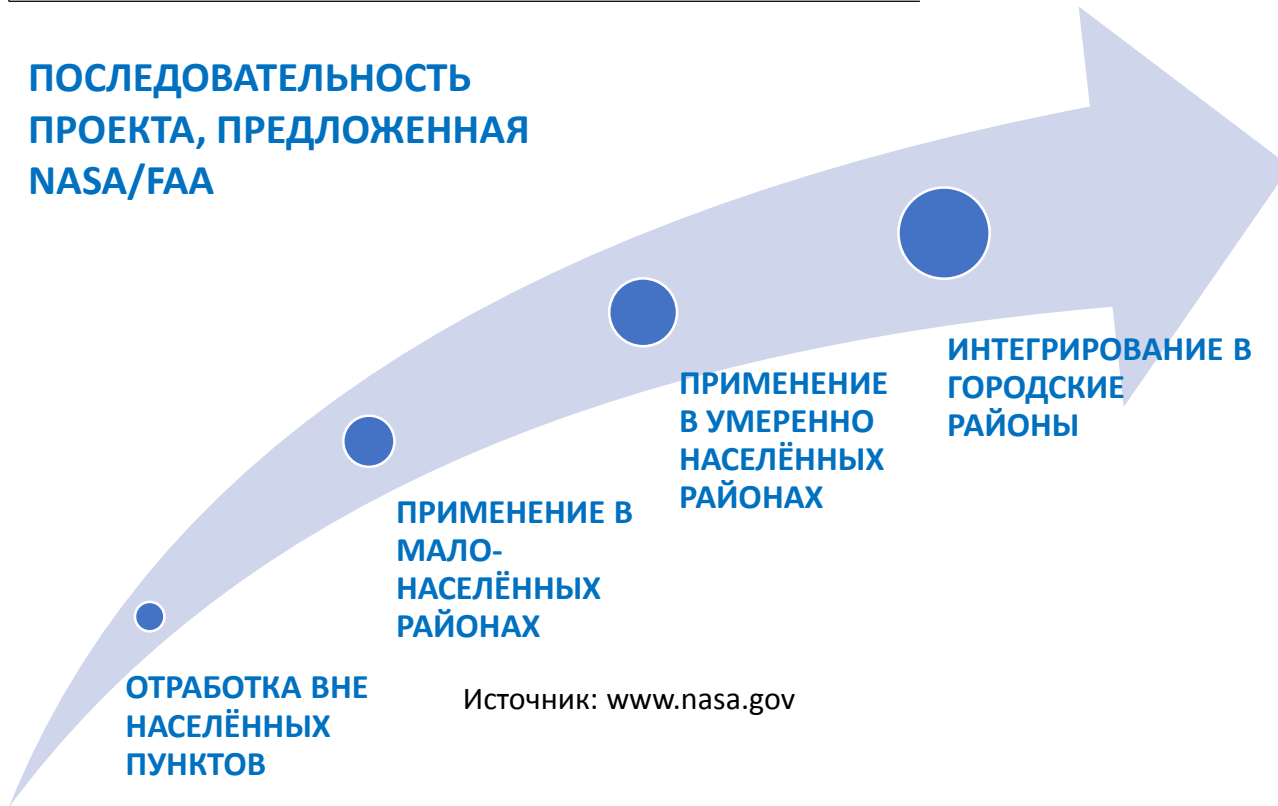 ПОСЛЕДОВАТЕЛЬНОСТЬ
ПРОЕКТА, ПРЕДЛОЖЕННАЯ
NASA/FAA
ОТРАБОТКА ВНЕ
НАСЕЛЁННЫХ
ПУНКТОВ
ПРИМЕНЕНИЕ В
МАЛО-
НАСЕЛЁННЫХ
РАЙОНАХ
ПРИМЕНЕНИЕ
В УМЕРЕННО
НАСЕЛЁННЫХ
РАЙОНАХ
ИНТЕГРИРОВАНИЕ В
ГОРОДСКИЕ
РАЙОНЫ
Источник: www.nasa.gov